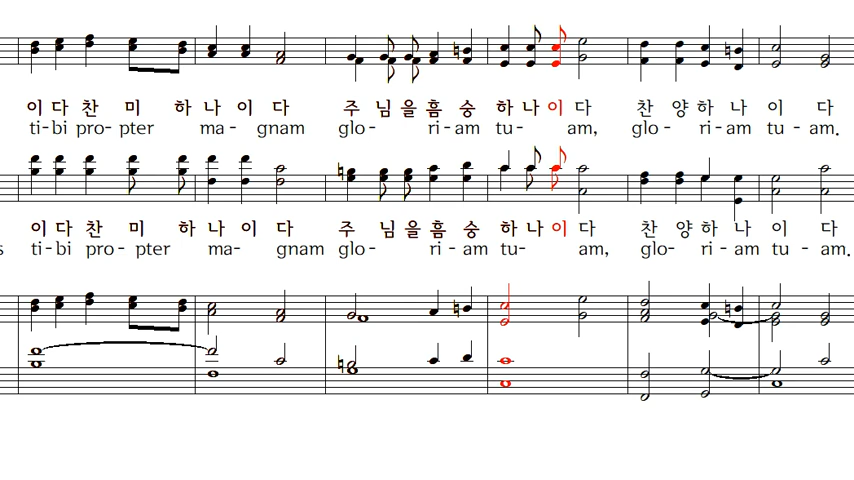 이 다 찬 미 하 나 이 다 주 님 을 흠 숭 하 나 이 다 찬 양 하 나 이 다
ti- bi pro- pter ma- gnam glo- ri - am tu- am, glo- ri - am tu - am.
이 다 찬 미 하 나 이 다 주 님 을 흠 숭 하 나 이 다 찬 양 하 나 이 다
s ti- bi pro - pter ma- gnam glo- ri - am tu- am, glo- ri - am tu - am.